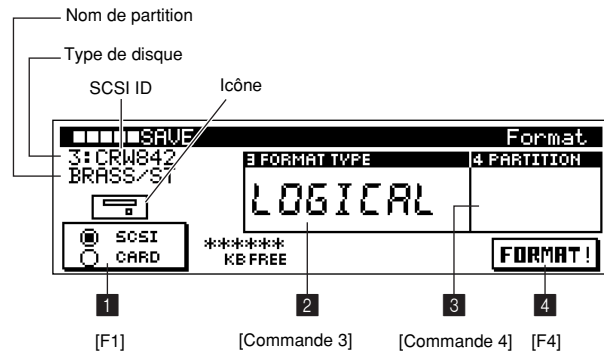 Nom de partition
Type de disque
SCSI ID
Icône
SAVE
Format
3:CRW842
BRASS/ST
3 FORMAT TYPE
4 PARTITION
LOGICAL
SCSI
CARD
******
KB FREE
FORMAT!
1
2
3
4
[F1]
[Commande 3]
[Commande 4]
[F4]